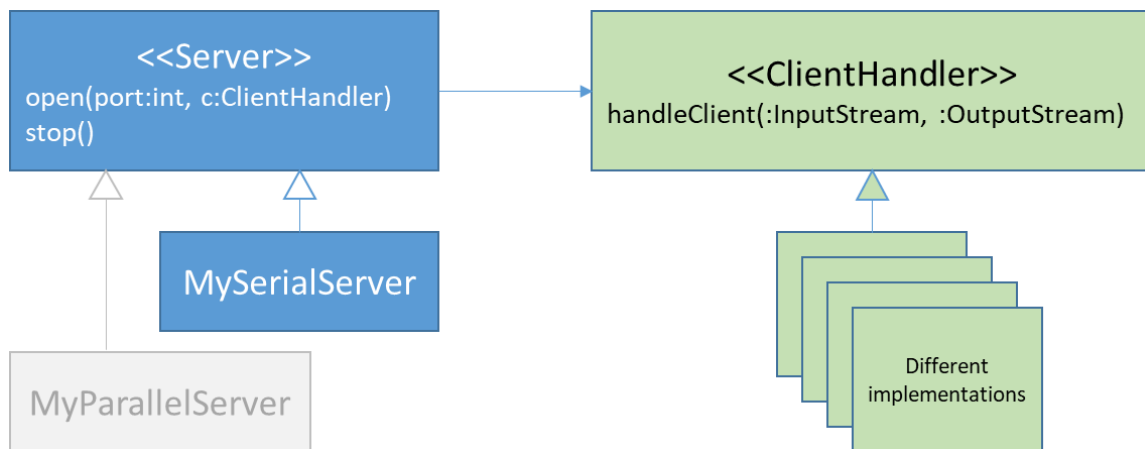 <<Server>>
open(port:int, c:ClientHandler)
stop()
<<ClientHandler>>
handleClient(:InputStream, :OutputStream)
MySerialServer
MyParallelServer
Different
implementations